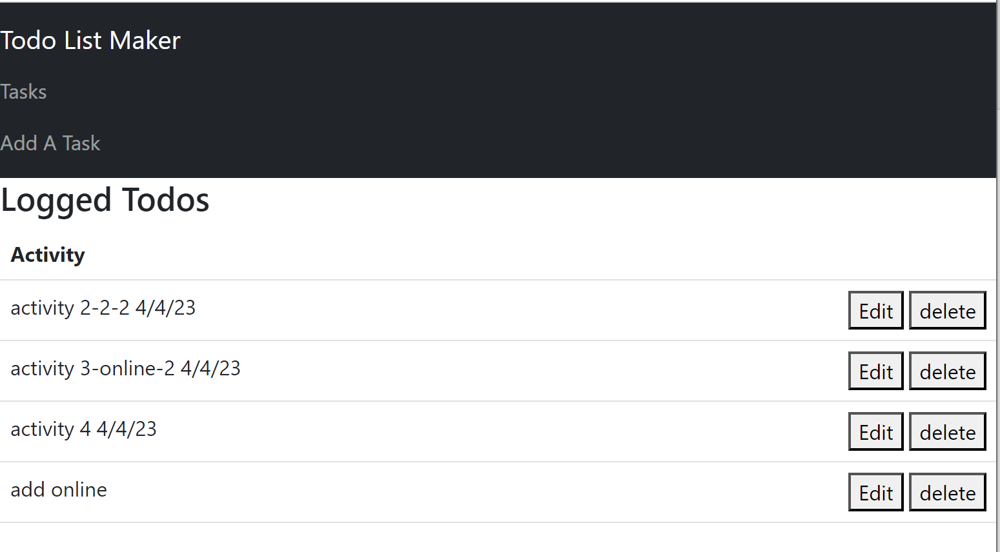 Todo List Maker
Tasks
Add A Task
Logged Todos
Activity
activity 2-2-2 4/4/23 Edit delete
activity 3-online-2 4/4/23 Edit delete
activity 4 4/4/23 Edit delete
add online Edit delete